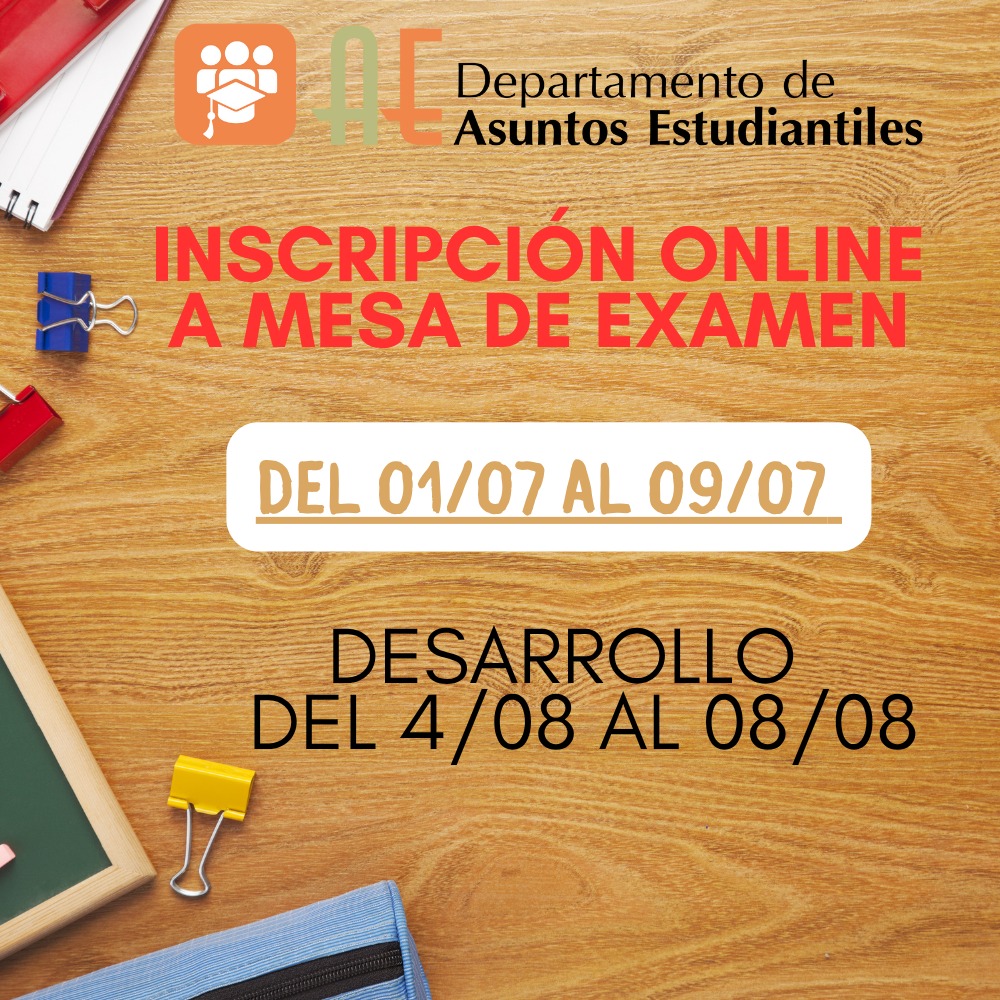 AE
Departamento de
Asuntos Estudiantiles
INSCRIPCIÓN ONLINE
A MESA DE EXAMEN
DEL 01/07 AL 09/07
DESARROLLO
DEL 4/08 AL 08/08